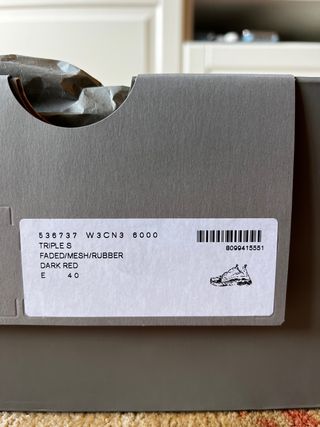 536737 W3CN3 6000
TRIPLE S
FADED/MESH/RUBBER
DARK RED
E 40
8099415551